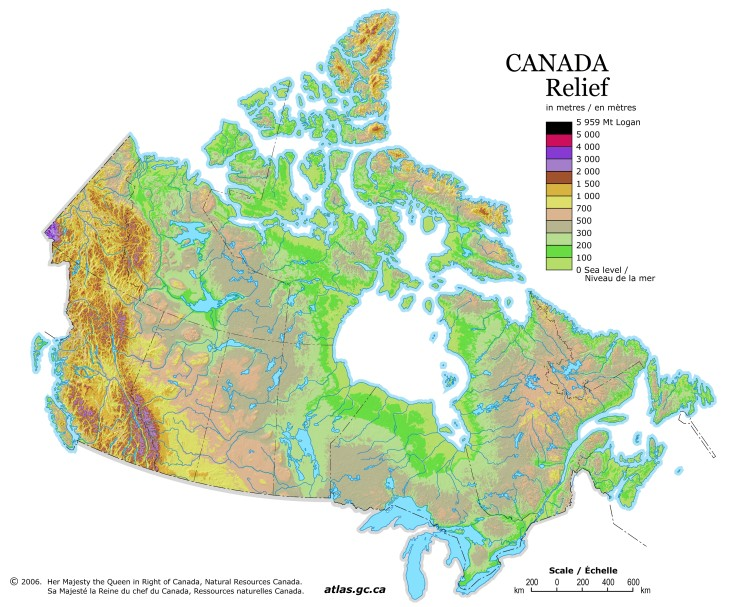 CANADA
Relief
in metres / en mètres
5 959 Mt Logan
5 000
4 000
3 000
2 000
1 500
1 000
700
500
300
200
100
0 Sea level /
Niveau de la mer
Scale / Échelle
km 200 0 200 400 600 km
© 2006. Her Majesty the Queen in Right of Canada, Natural Resources Canada.
Sa Majesté la Reine du chef du Canada, Ressources naturelles Canada.
atlas.gc.ca